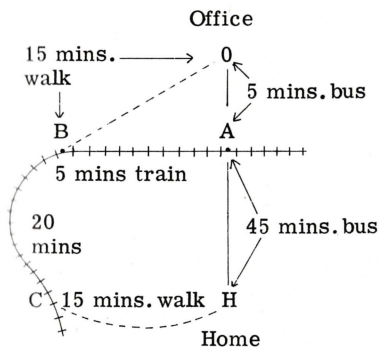 Office
15 mins.
walk
0
5 mins. bus
B
A
5 mins train
20
mins
45 mins. bus
C
15 mins. walk
H
Home